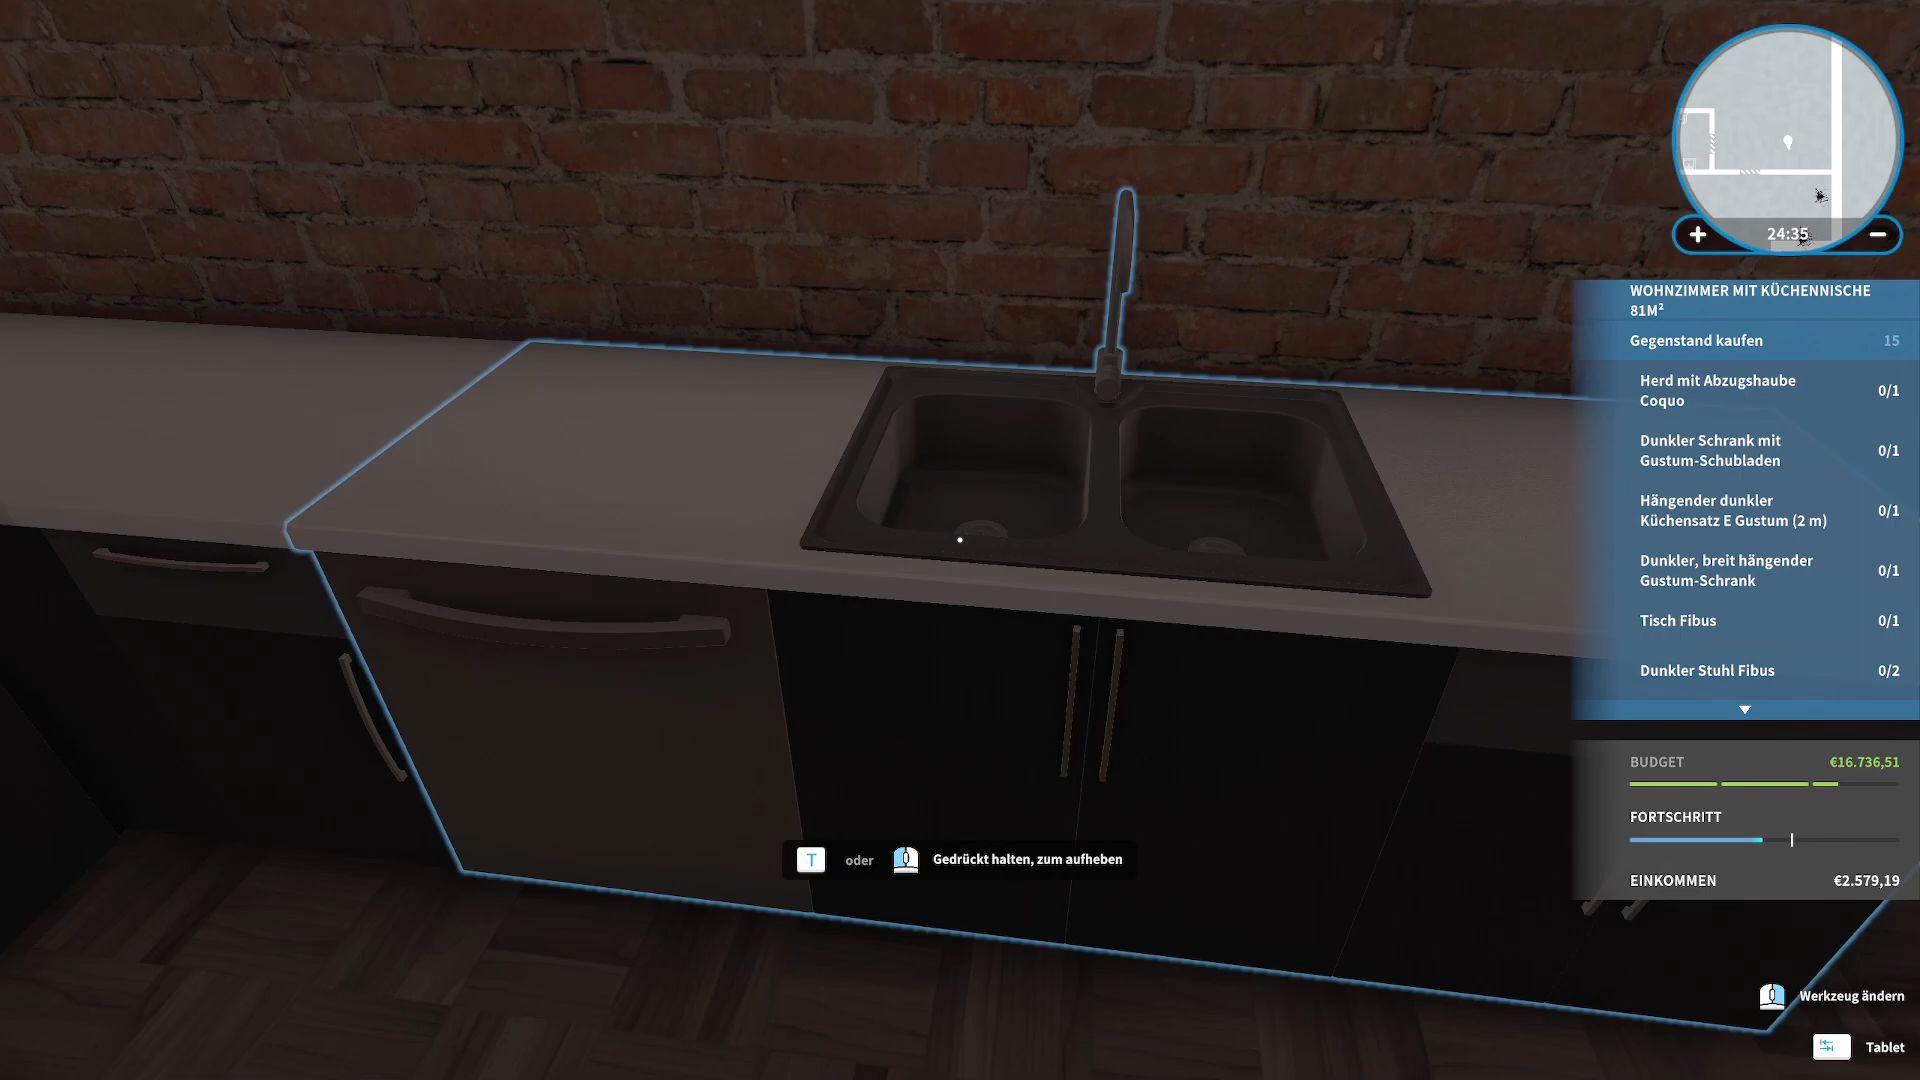 24:35
WOHNZIMMER MIT KÜCHENNISCHE
81M²
Gegenstand kaufen 15
Herd mit Abzugshaube
Coquo 0/1
Dunkler Schrank mit
Gustum-Schubladen 0/1
Hängender dunkler
Küchensatz E Gustum (2 m) 0/1
Dunkler, breit hängender
Gustum-Schrank 0/1
Tisch Fibus 0/1
Dunkler Stuhl Fibus 0/2
BUDGET €16.736,51
FORTSCHRITT
EINKOMMEN €2.579,19
T oder Gedrückt halten, zum aufheben
Werkzeug ändern
Tablet